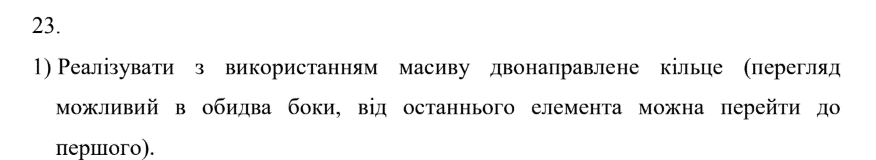 23.
1) Реалізувати з використанням масиву двонаправлене кільце (перегляд
можливий в обидва боки, від останнього елемента можна перейти до
першого).